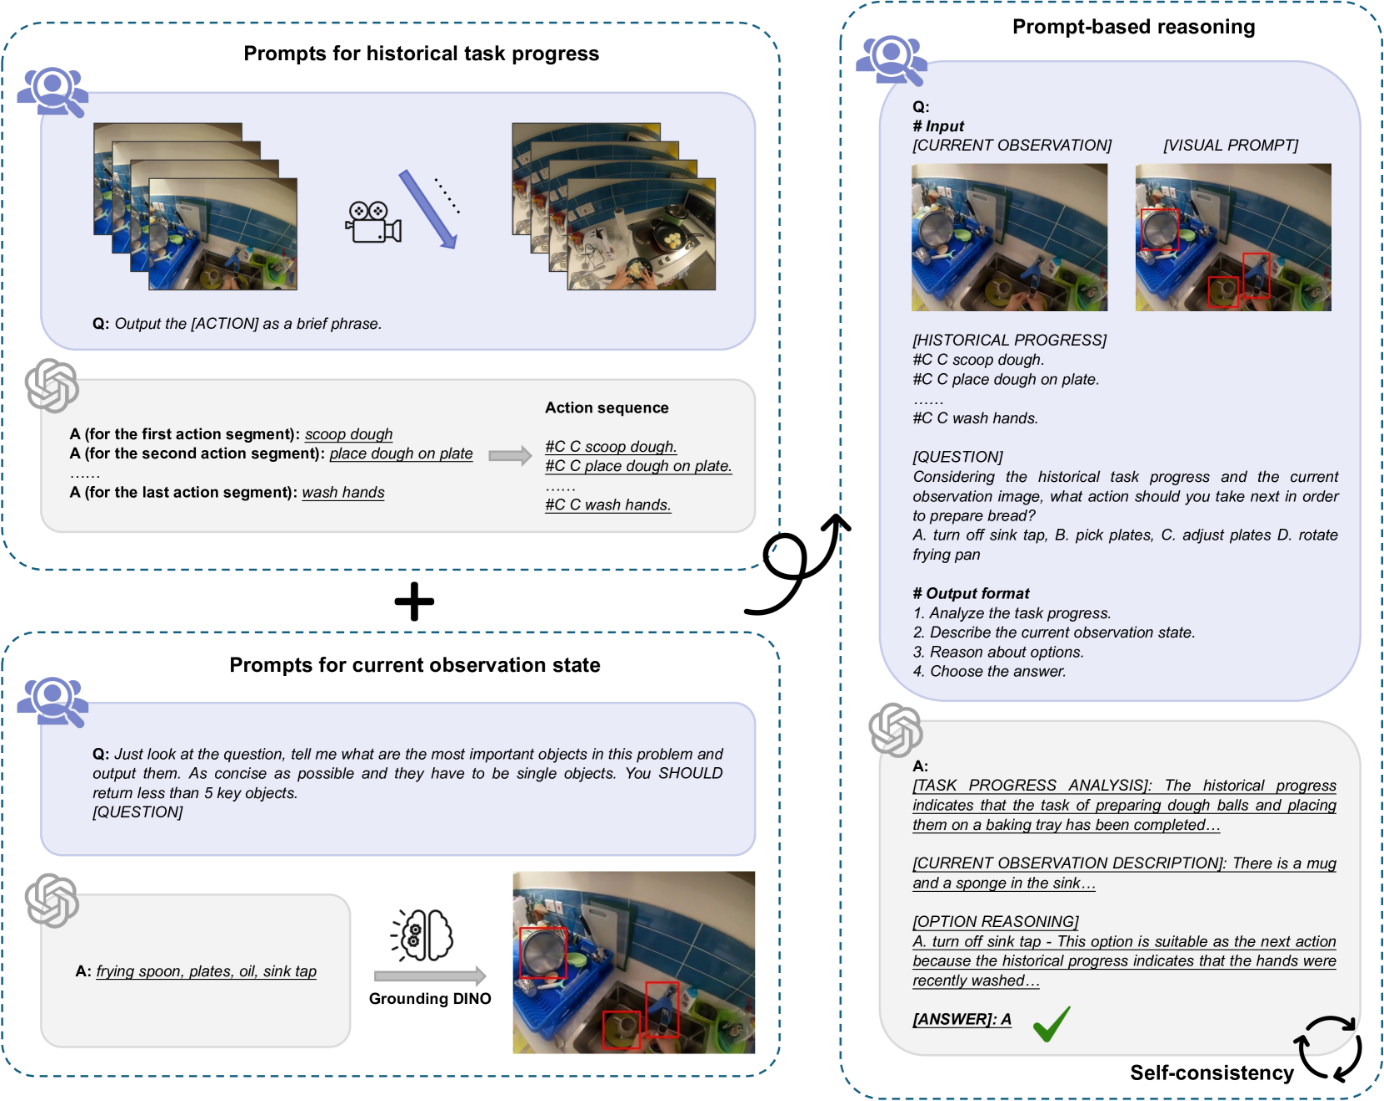 Prompts for historical task progress
Q: Output the [ACTION] as a brief phrase.
A (for the first action segment): scoop dough
A (for the second action segment): place dough on plate
......
A (for the last action segment): wash hands
Action sequence
#C C scoop dough.
#C C place dough on plate.
......
#C C wash hands.
+
Prompts for current observation state
Q: Just look at the question, tell me what are the most important objects in this problem and
output them. As concise as possible and they have to be single objects. You SHOULD
return less than 5 key objects.
[QUESTION]
A: frying spoon, plates, oil, sink tap
Grounding DINO
Prompt-based reasoning
Q:
# Input
[CURRENT OBSERVATION]
[VISUAL PROMPT]
[HISTORICAL PROGRESS]
#C C scoop dough.
#C C place dough on plate.
......
#C C wash hands.
[QUESTION]
Considering the historical task progress and the current
observation image, what action should you take next in order
to prepare bread?
A. turn off sink tap, B. pick plates, C. adjust plates D. rotate
frying pan
# Output format
1. Analyze the task progress.
2. Describe the current observation state.
3. Reason about options.
4. Choose the answer.
A:
[TASK PROGRESS ANALYSIS]: The historical progress
indicates that the task of preparing dough balls and placing
them on a baking tray has been completed…
[CURRENT OBSERVATION DESCRIPTION]: There is a mug
and a sponge in the sink…
[OPTION REASONING]
A. turn off sink tap - This option is suitable as the next action
because the historical progress indicates that the hands were
recently washed…
[ANSWER]: A
Self-consistency